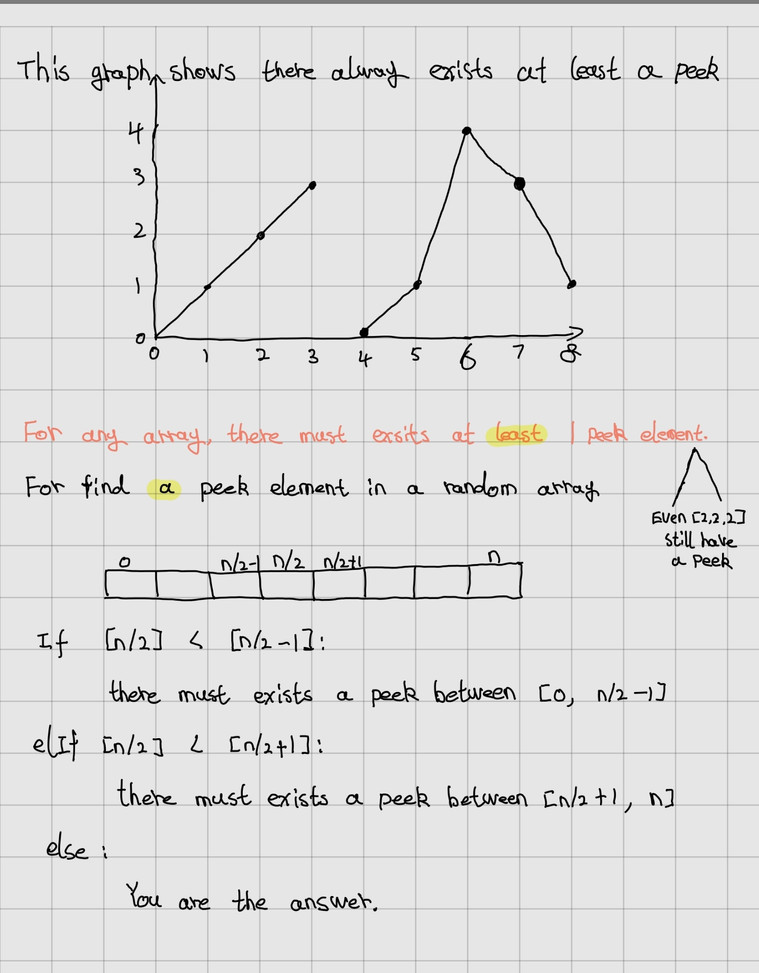 This graph shows there alway exists at least a peek
4
3
2
1
0
0 1 2 3 4 5 6 7 8
For any array, there must exsits at least 1 peek element.
For find a peek element in a random array
Even [2,2,2]
still have
a peek
0 n/2-1 n/2 n/2+1 n
If [n/2] < [n/2-1]:
there must exists a peek between [0, n/2-1]
elIf [n/2] < [n/2+1]:
there must exists a peek between [n/2+1, n]
else:
You are the answer.